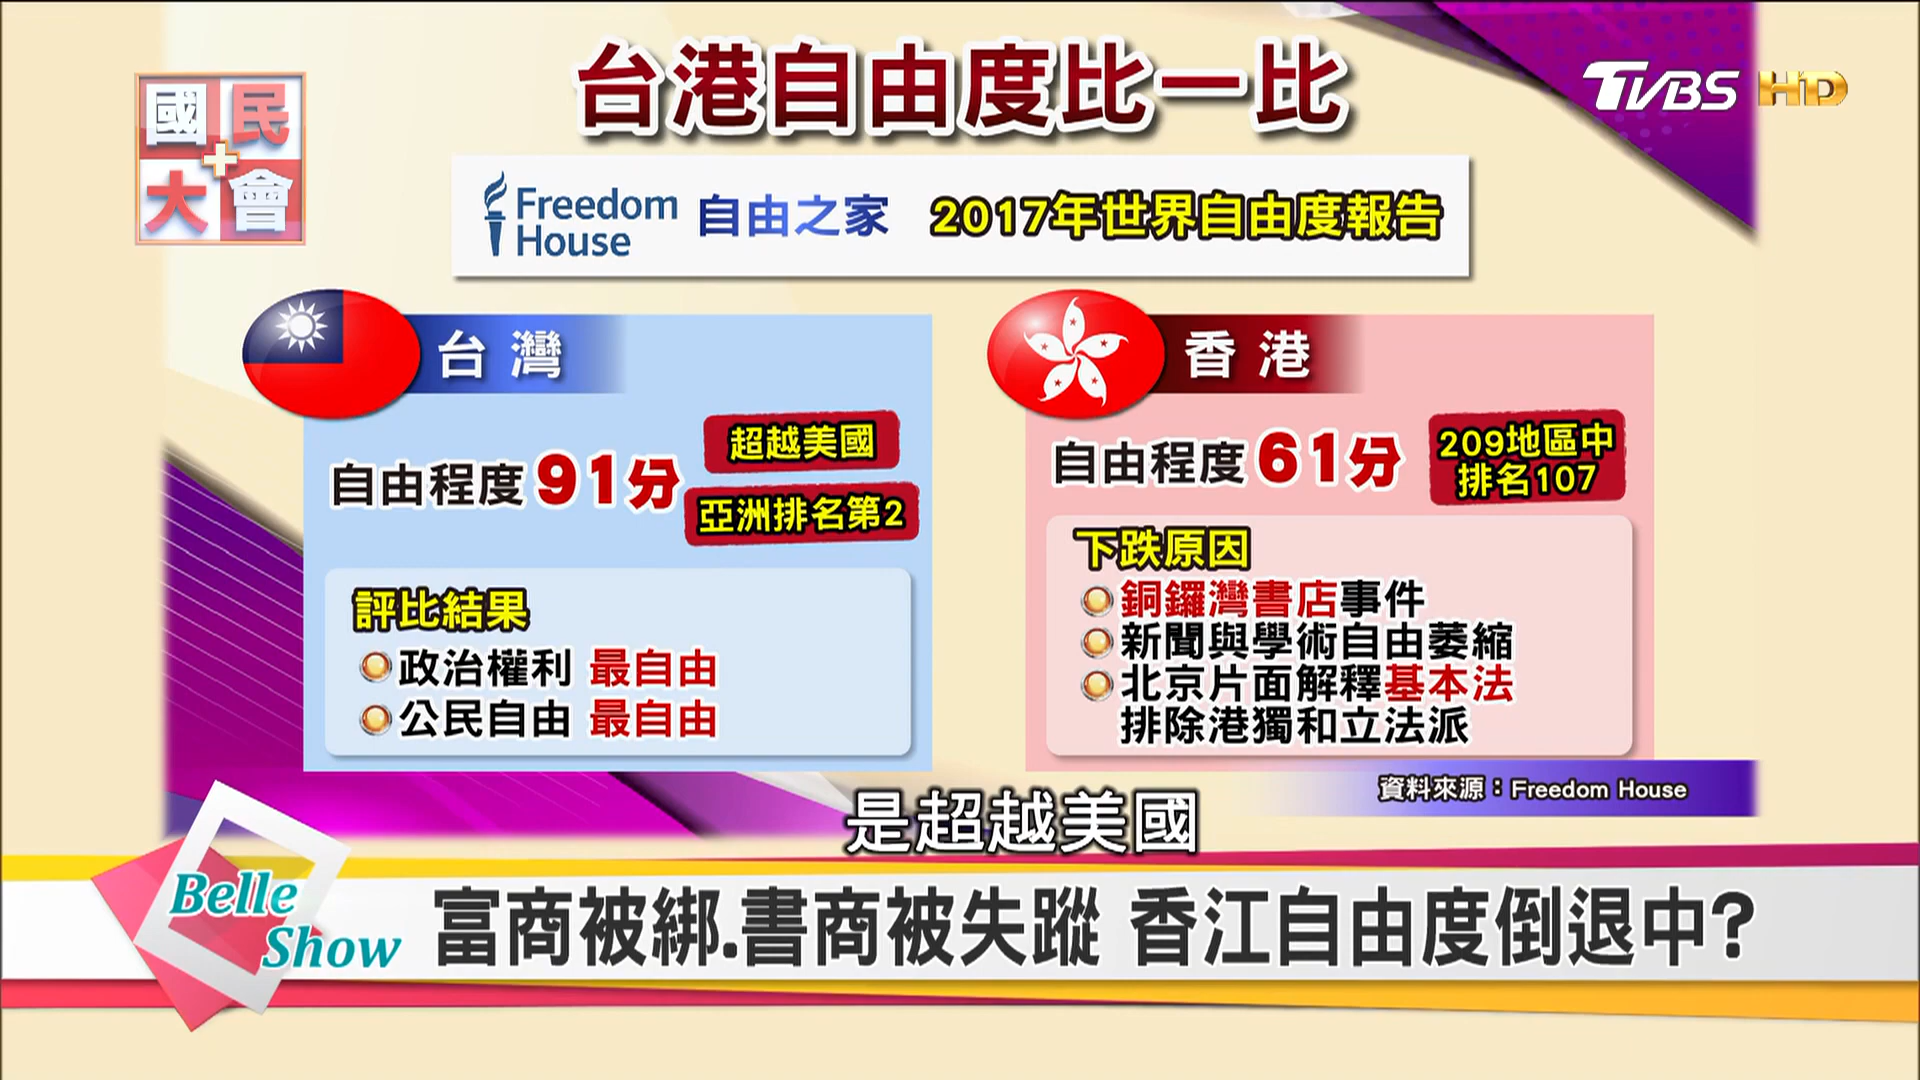 台港自由度比一比
TVBS HD
國民大會
Freedom House 自由之家 2017年世界自由度報告
台灣
自由程度91分
超越美國
亞洲排名第2
評比結果
政治權利 最自由
公民自由 最自由
香港
自由程度61分
209地區中
排名107
下跌原因
銅鑼灣書店事件
新聞與學術自由萎縮
北京片面解釋基本法
排除港獨和立法派
資料來源：Freedom House
是超越美國
Belle Show
富商被綁.書商被失蹤 香江自由度倒退中?